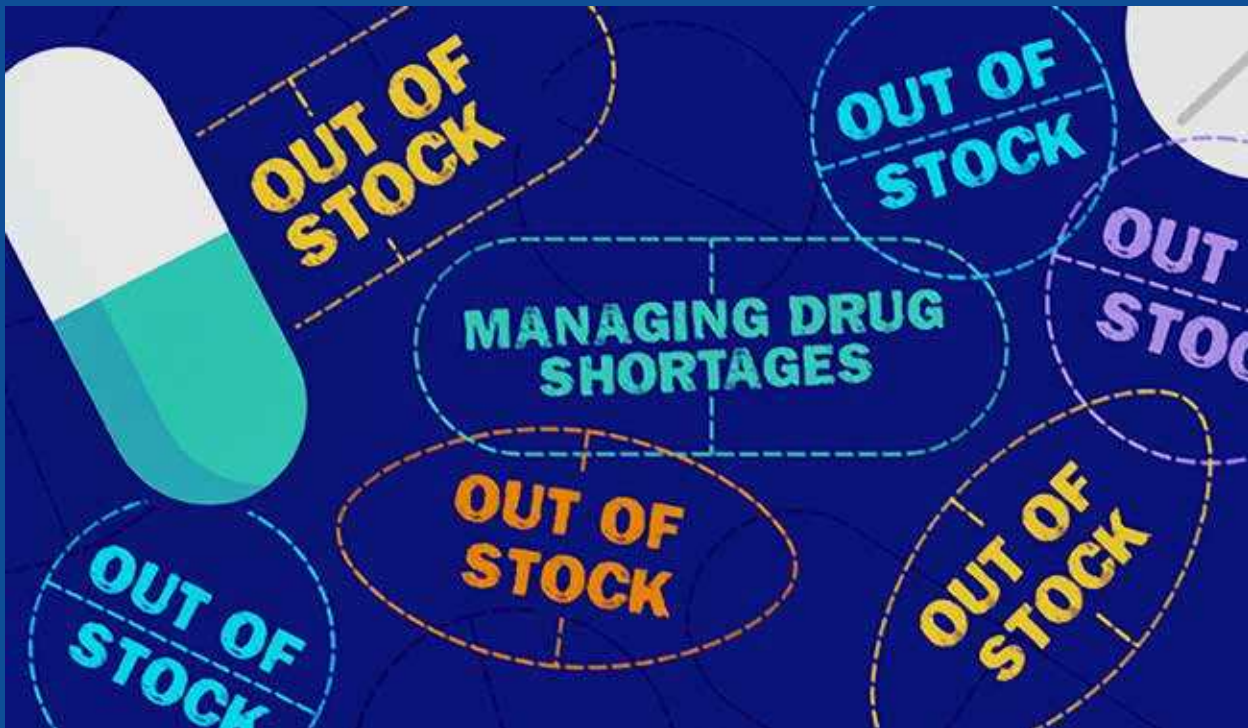 OUT OF
STOCK
OUT OF
STOCK
OUT
STOC
MANAGING DRUG
SHORTAGES
OUT OF
STOCK
OUT OF
STOCK
OUT OF
STOCK